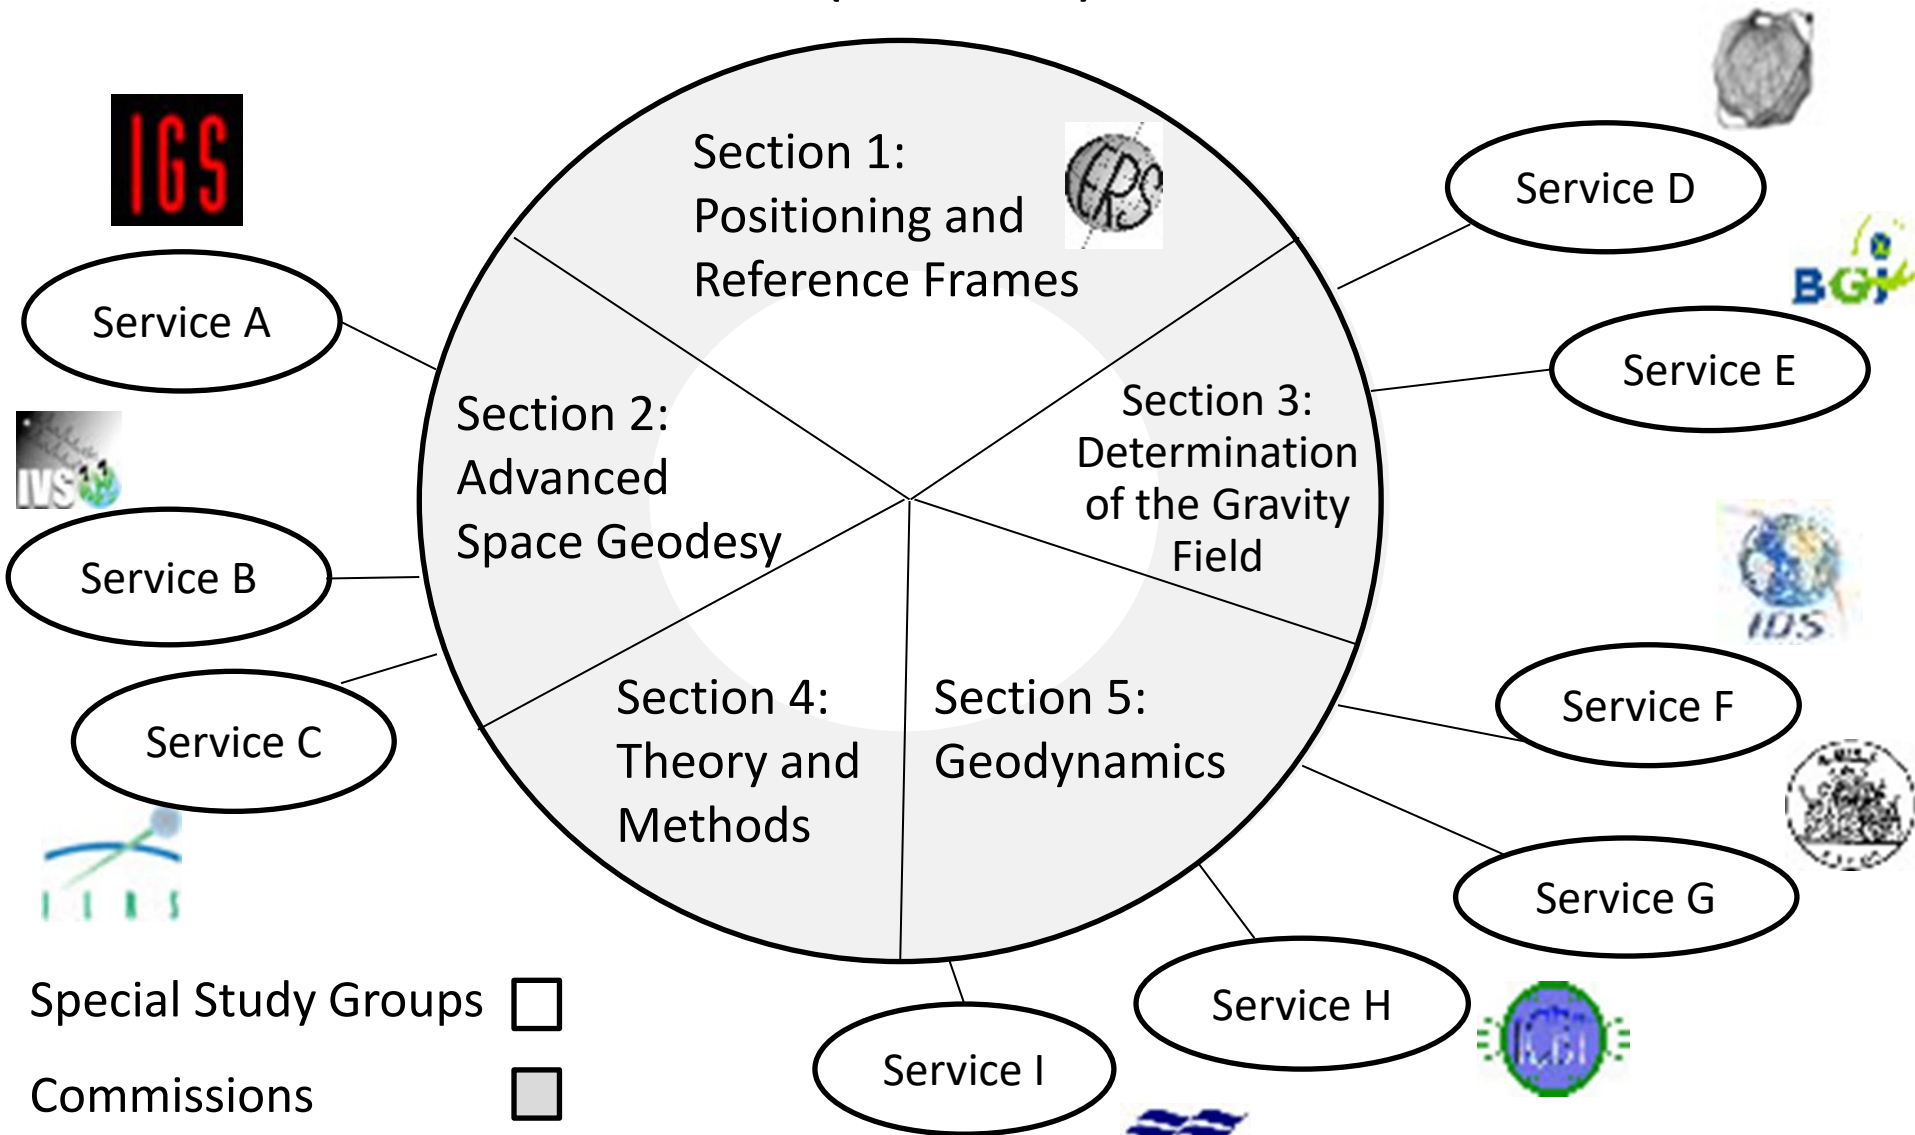 IGS
Section 1:
Positioning and
Reference Frames
Service D
BGi
Service A
Service E
Section 2:
Advanced
Space Geodesy
Section 3:
Determination
of the Gravity
Field
IVS
Service B
IDS
Service C
Section 4:
Theory and
Methods
Section 5:
Geodynamics
Service F
ILRS
Service G
Special Study Groups
Service H
Service I
Commissions